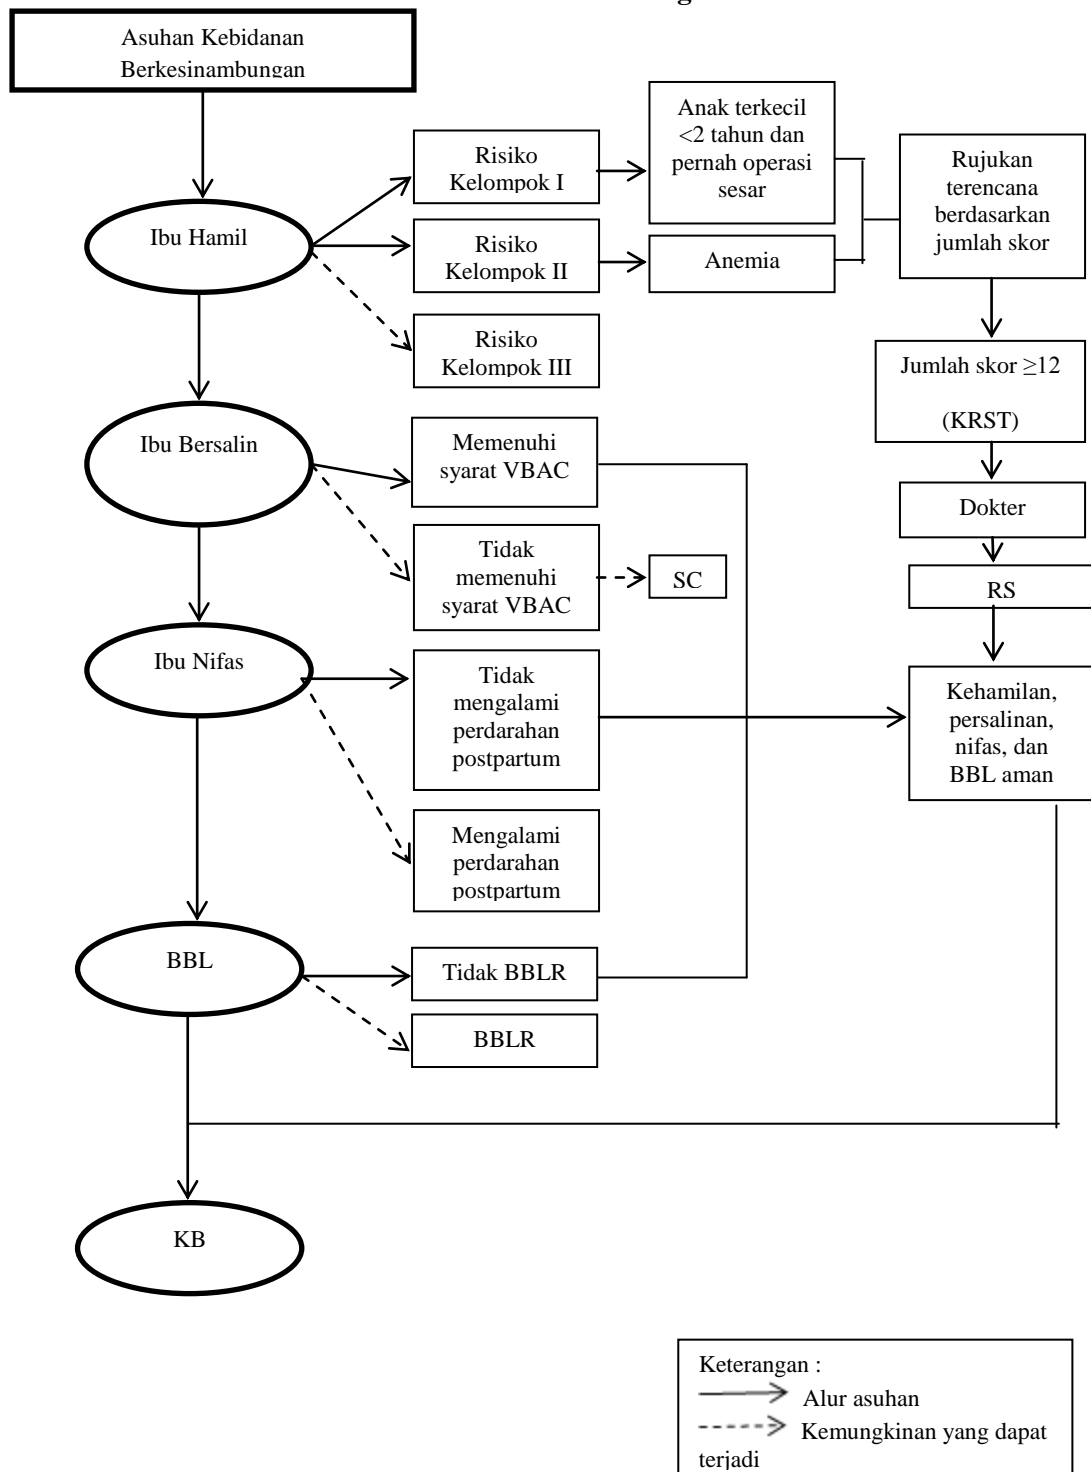 Asuhan Kebidanan
Berkesinambungan
Ibu Hamil
Risiko
Kelompok I
Anak terkecil
<2 tahun dan
pernah operasi
sesar
Rujukan
terencana
berdasarkan
jumlah skor
Risiko
Kelompok II
Anemia
Risiko
Kelompok III
Jumlah skor ≥12
(KRST)
Ibu Bersalin
Memenuhi
syarat VBAC
Dokter
Tidak
memenuhi
syarat VBAC
SC
RS
Ibu Nifas
Tidak
mengalami
perdarahan
postpartum
Kehamilan,
persalinan,
nifas, dan
BBL aman
Mengalami
perdarahan
postpartum
BBL
Tidak BBLR
BBLR
KB
Keterangan :
Alur asuhan
Kemungkinan yang dapat
terjadi